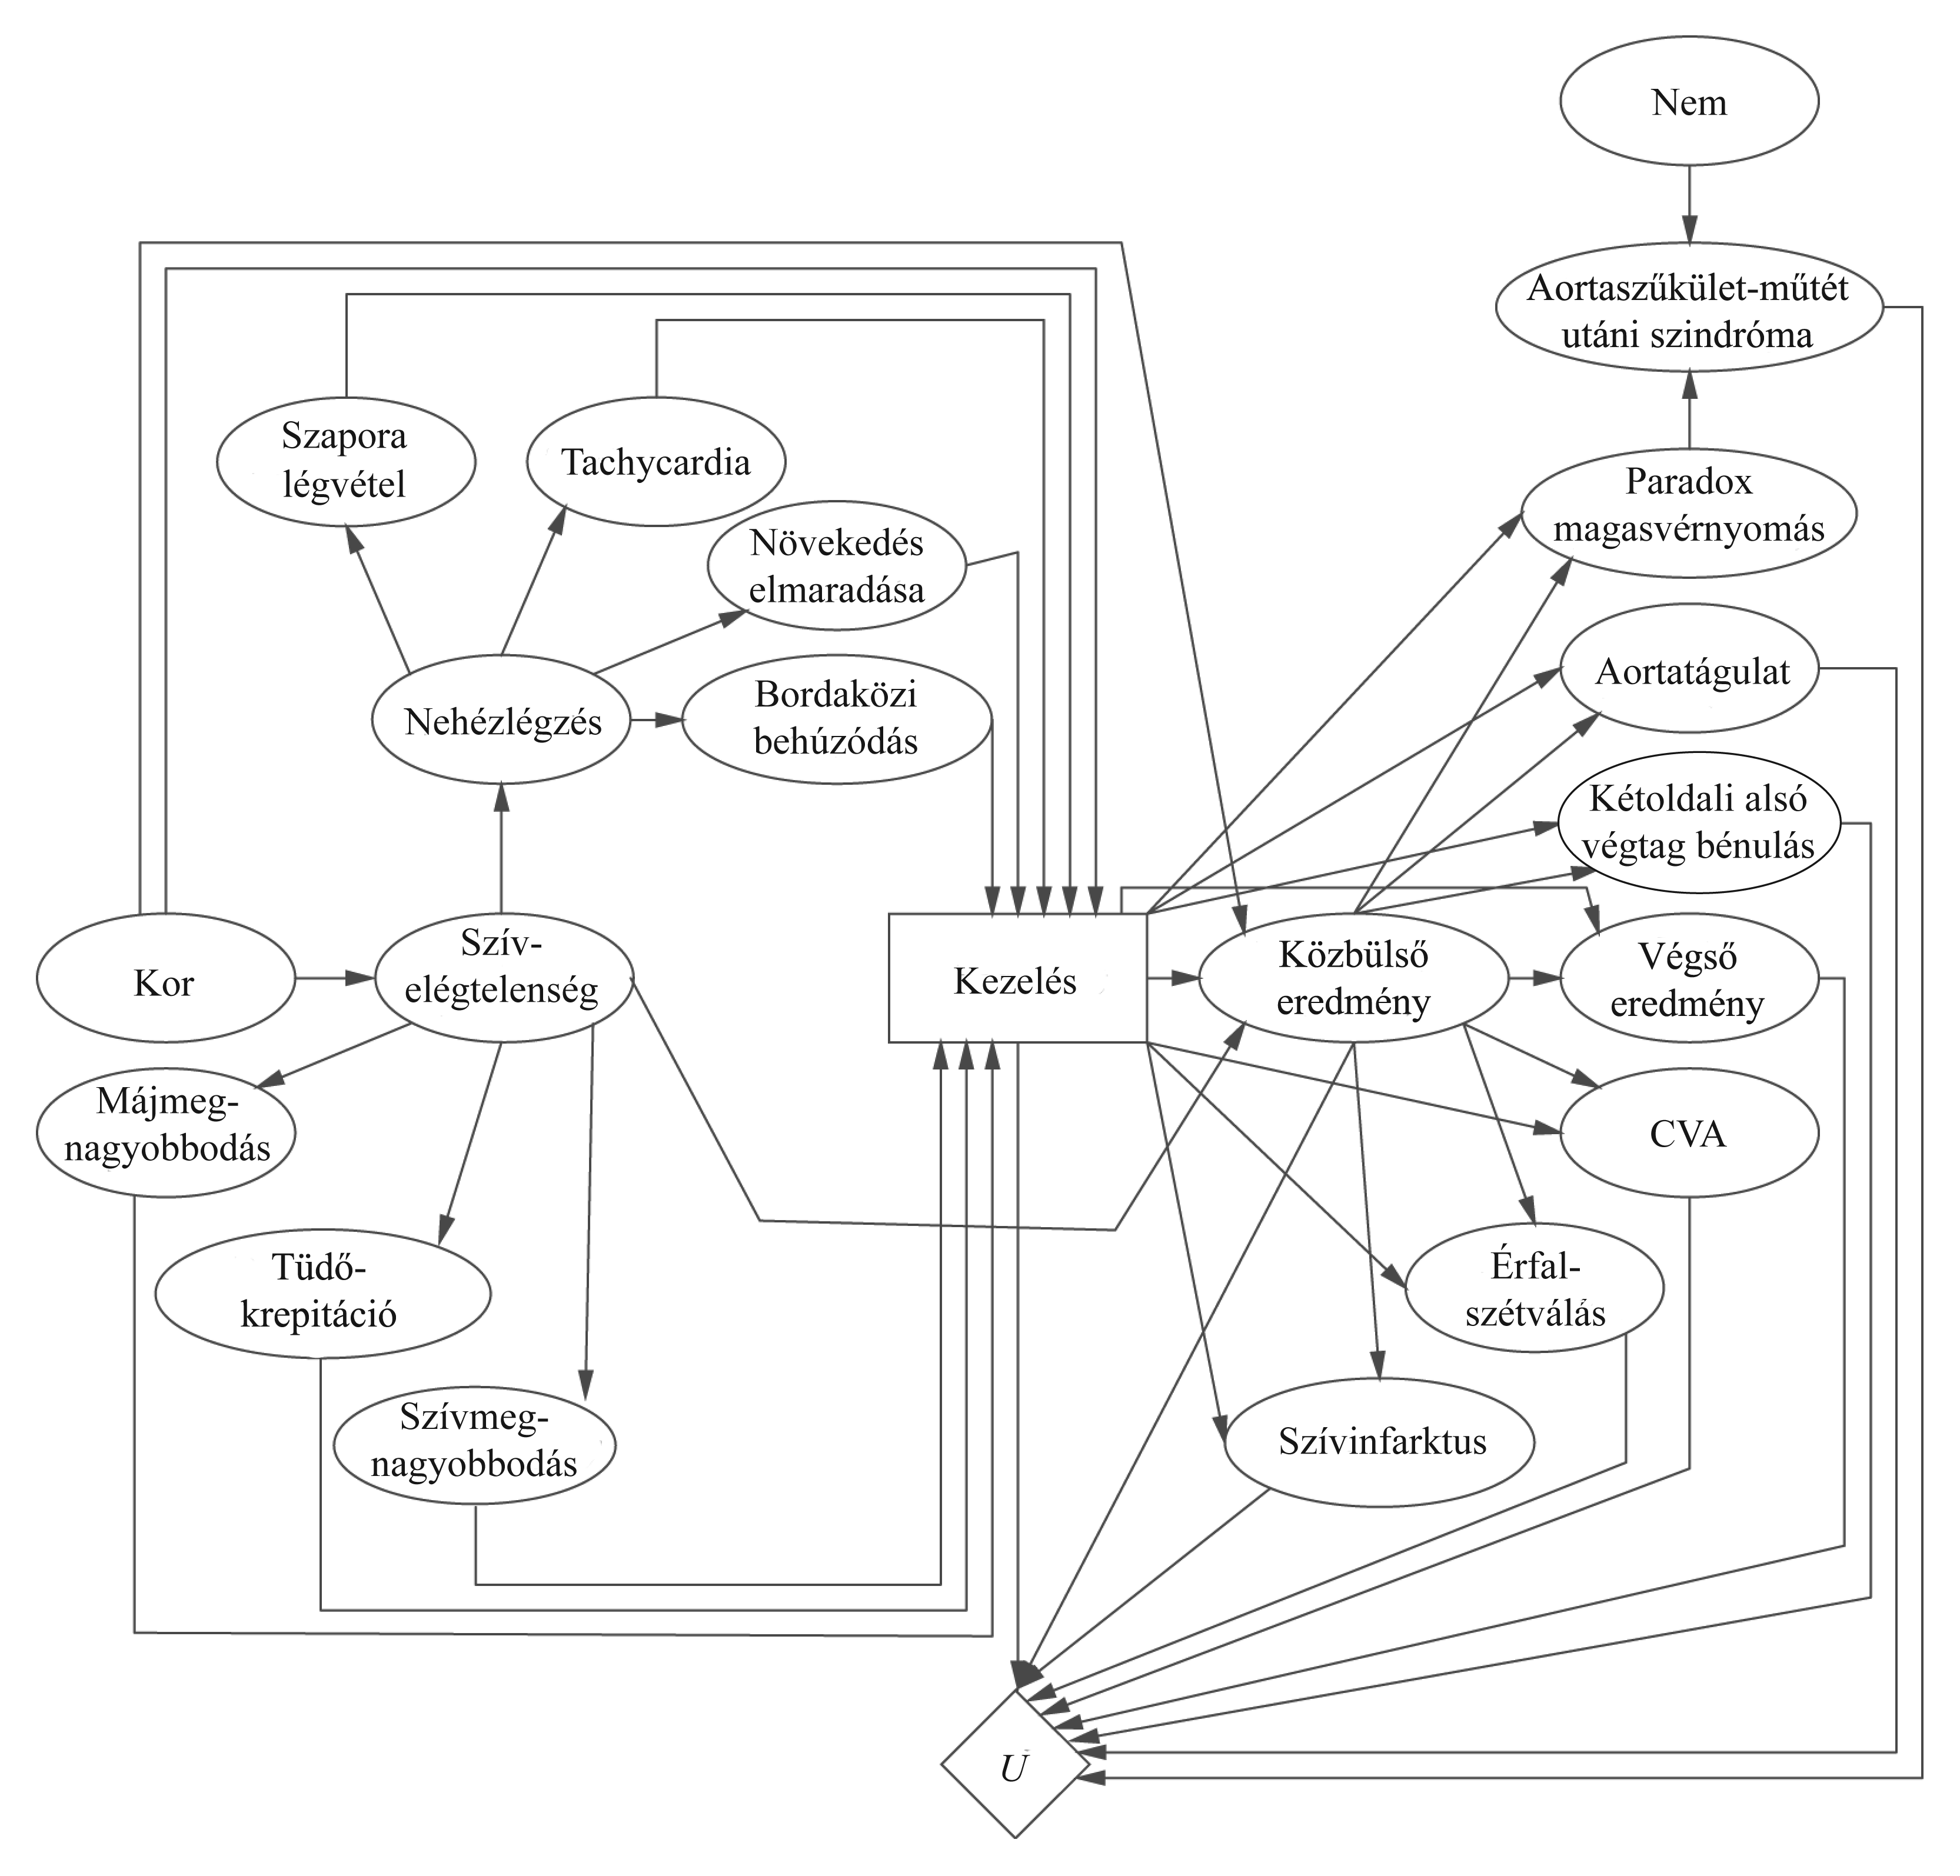 Nem
Aortaszűkület-műtét
utáni szindróma
Szapora
légvétel
Tachycardia
Paradox
magasvérnyomás
Növekedés
elmaradása
Aortatágulat
Nehézlégzés
Bordaközi
behúzódás
Kétoldali alsó
végtag bénulás
Kor
Szív-
elégtelenség
Kezelés
Közbülső
eredmény
Végső
eredmény
Májmeg-
nagyobbodás
CVA
Tüdő-
krepitáció
Érfal-
szétválás
Szívmeg-
nagyobbodás
Szívinfarktus
U